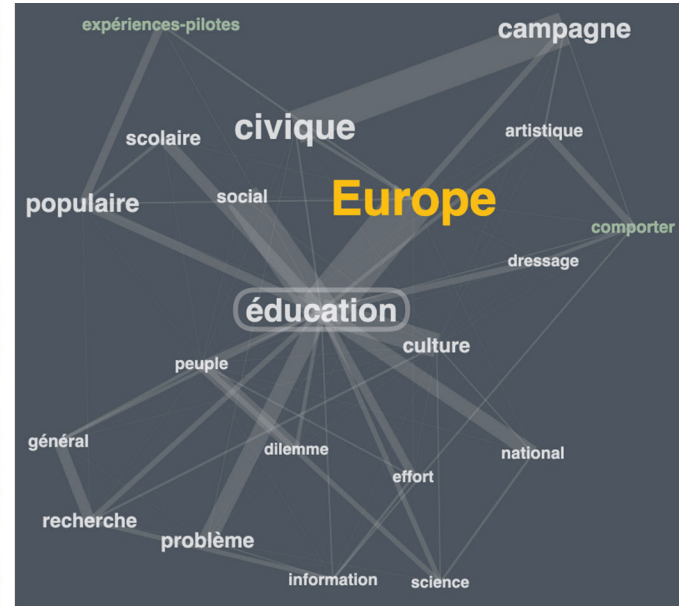 expériences-pilotes
campagne
civique
artistique
scolaire
social
Europe
populaire
comporter
dressage
éducation
culture
peuple
général
dilemme
national
effort
recherche
problème
information
science